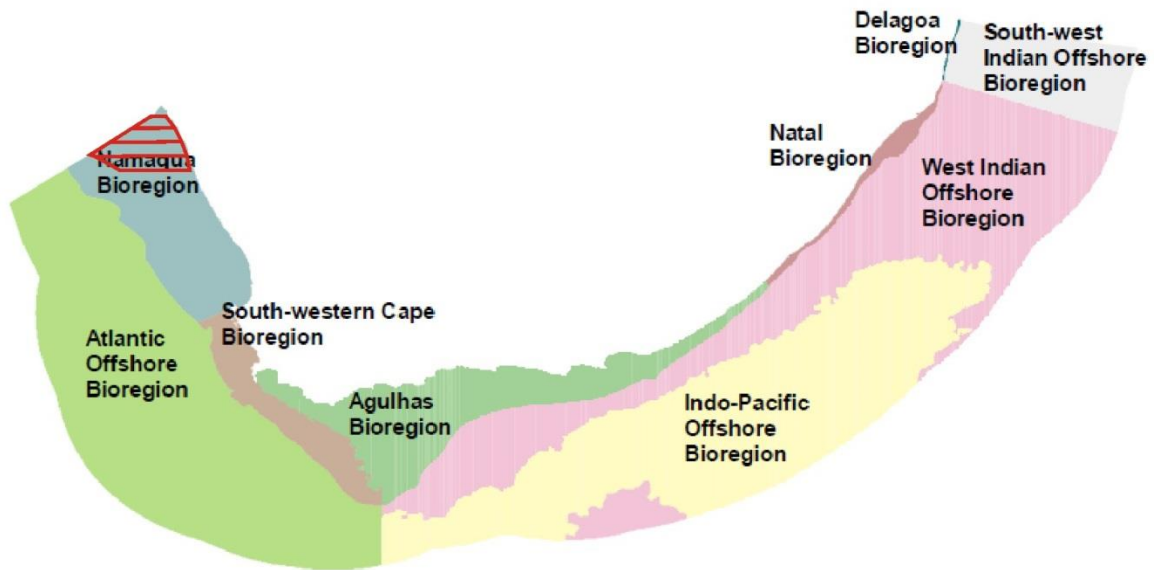 Delagoa
Bioregion
South-west
Indian Offshore
Bioregion
Namaqua
Bioregion
Natal
Bioregion
West Indian
Offshore
Bioregion
South-western Cape
Bioregion
Atlantic
Offshore
Bioregion
Agulhas
Bioregion
Indo-Pacific
Offshore
Bioregion